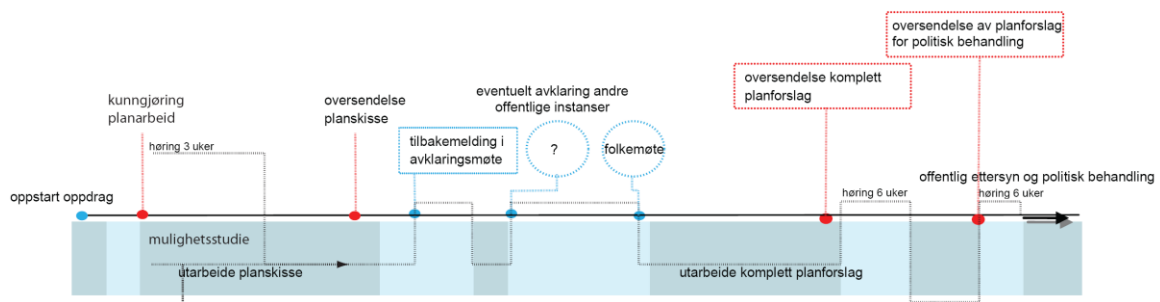 oversendelse av planforslag
for politisk behandling
oversendelse komplett
planforslag
eventuelt avklaring andre
offentlige instanser
kunngjøring
planarbeid
oversendelse
planskisse
tilbakemelding i
avklaringsmøte
?
folkemøte
høring 3 uker
oppstart oppdrag
offentlig ettersyn og politisk behandling
høring 6 uker
høring 6 uker
mulighetsstudie
utarbeide planskisse
utarbeide komplett planforslag